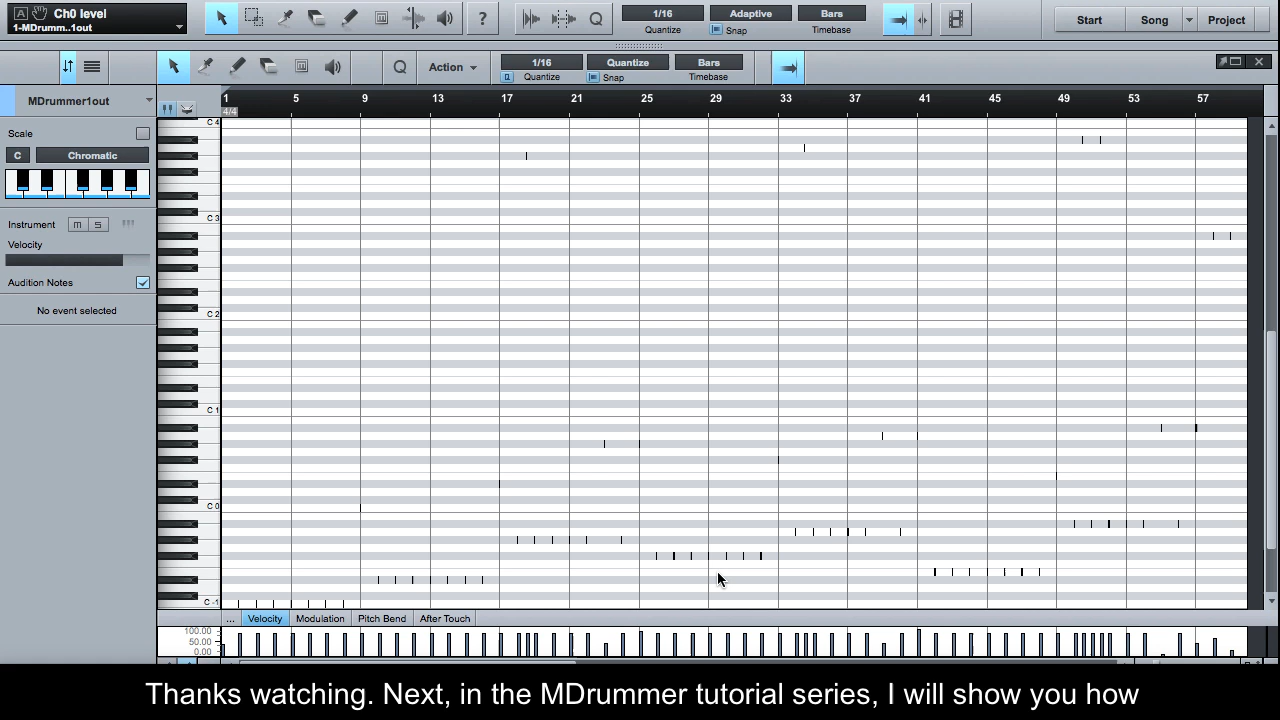 Ch0 level
1-MDrumm..1out
?
1/16
Quantize
Adaptive
Snap
Bars
Timebase
Start
Song
Project
Action
1/16
Q
Quantize
Quantize
Snap
Bars
Timebase
MDrummer1out
1 5 9 13 17 21 25 29 33 37 41 45 49 53 57
4/4
Scale
C Chromatic
Instrument m s
Velocity
Audition Notes
No event selected
C 4
C 3
C 2
C 1
C 0
C -1
... Velocity Modulation Pitch Bend After Touch
100.00
50.00
0.00
Thanks watching. Next, in the MDrummer tutorial series, I will show you how